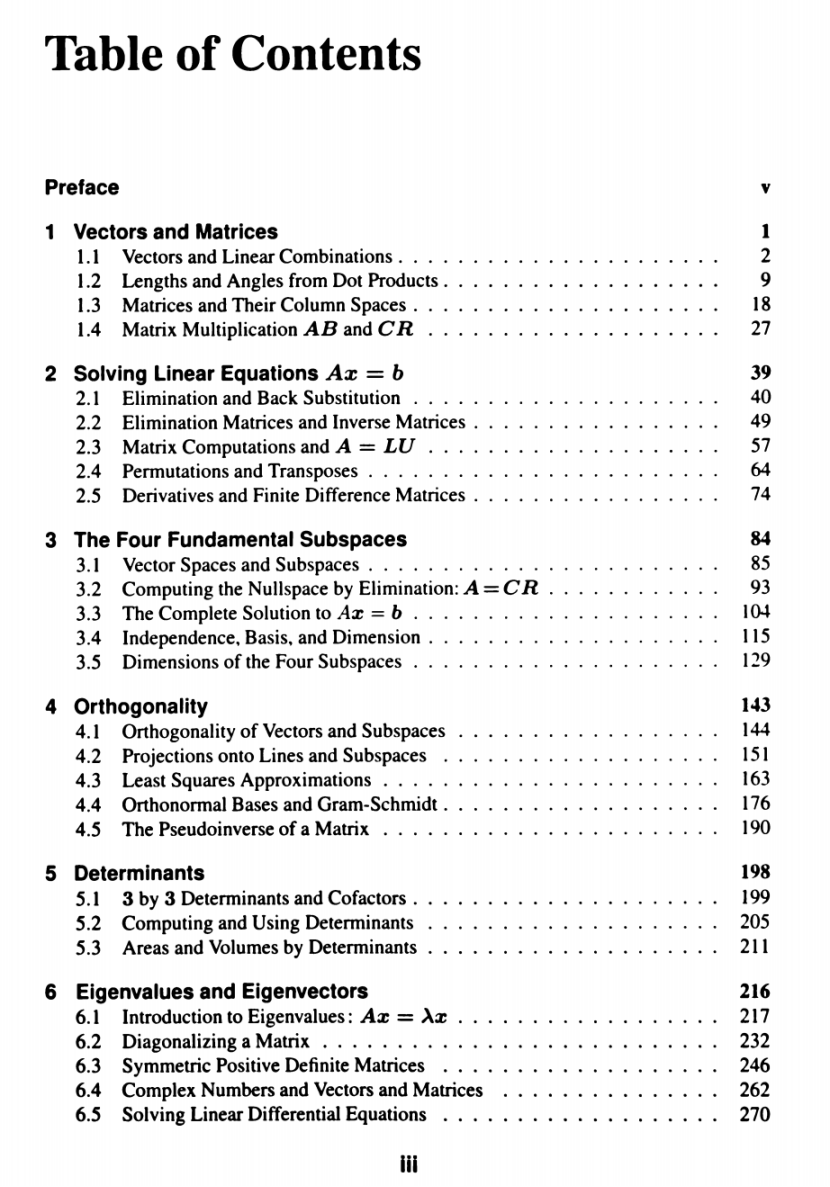 Table of Contents
Preface v
1 Vectors and Matrices 1
1.1 Vectors and Linear Combinations . . . . . . . . . . . . . . . . . . . . . . 2
1.2 Lengths and Angles from Dot Products . . . . . . . . . . . . . . . . . . . 9
1.3 Matrices and Their Column Spaces . . . . . . . . . . . . . . . . . . . . . 18
1.4 Matrix Multiplication AB and CR . . . . . . . . . . . . . . . . . . . . 27
2 Solving Linear Equations Ax = b 39
2.1 Elimination and Back Substitution . . . . . . . . . . . . . . . . . . . . . 40
2.2 Elimination Matrices and Inverse Matrices . . . . . . . . . . . . . . . . . 49
2.3 Matrix Computations and A = LU . . . . . . . . . . . . . . . . . . . . 57
2.4 Permutations and Transposes . . . . . . . . . . . . . . . . . . . . . . . . 64
2.5 Derivatives and Finite Difference Matrices . . . . . . . . . . . . . . . . . 74
3 The Four Fundamental Subspaces 84
3.1 Vector Spaces and Subspaces . . . . . . . . . . . . . . . . . . . . . . . . 85
3.2 Computing the Nullspace by Elimination: A = CR . . . . . . . . . . . . 93
3.3 The Complete Solution to Ax = b . . . . . . . . . . . . . . . . . . . . . 104
3.4 Independence, Basis, and Dimension . . . . . . . . . . . . . . . . . . . . 115
3.5 Dimensions of the Four Subspaces . . . . . . . . . . . . . . . . . . . . . 129
4 Orthogonality 143
4.1 Orthogonality of Vectors and Subspaces . . . . . . . . . . . . . . . . . . 144
4.2 Projections onto Lines and Subspaces . . . . . . . . . . . . . . . . . . . 151
4.3 Least Squares Approximations . . . . . . . . . . . . . . . . . . . . . . . 163
4.4 Orthonormal Bases and Gram-Schmidt . . . . . . . . . . . . . . . . . . . 176
4.5 The Pseudoinverse of a Matrix . . . . . . . . . . . . . . . . . . . . . . . 190
5 Determinants 198
5.1 3 by 3 Determinants and Cofactors . . . . . . . . . . . . . . . . . . . . . 199
5.2 Computing and Using Determinants . . . . . . . . . . . . . . . . . . . . 205
5.3 Areas and Volumes by Determinants . . . . . . . . . . . . . . . . . . . . 211
6 Eigenvalues and Eigenvectors 216
6.1 Introduction to Eigenvalues: Ax = λx . . . . . . . . . . . . . . . . . . 217
6.2 Diagonalizing a Matrix . . . . . . . . . . . . . . . . . . . . . . . . . . . 232
6.3 Symmetric Positive Definite Matrices . . . . . . . . . . . . . . . . . . . 246
6.4 Complex Numbers and Vectors and Matrices . . . . . . . . . . . . . . . 262
6.5 Solving Linear Differential Equations . . . . . . . . . . . . . . . . . . . 270
iii